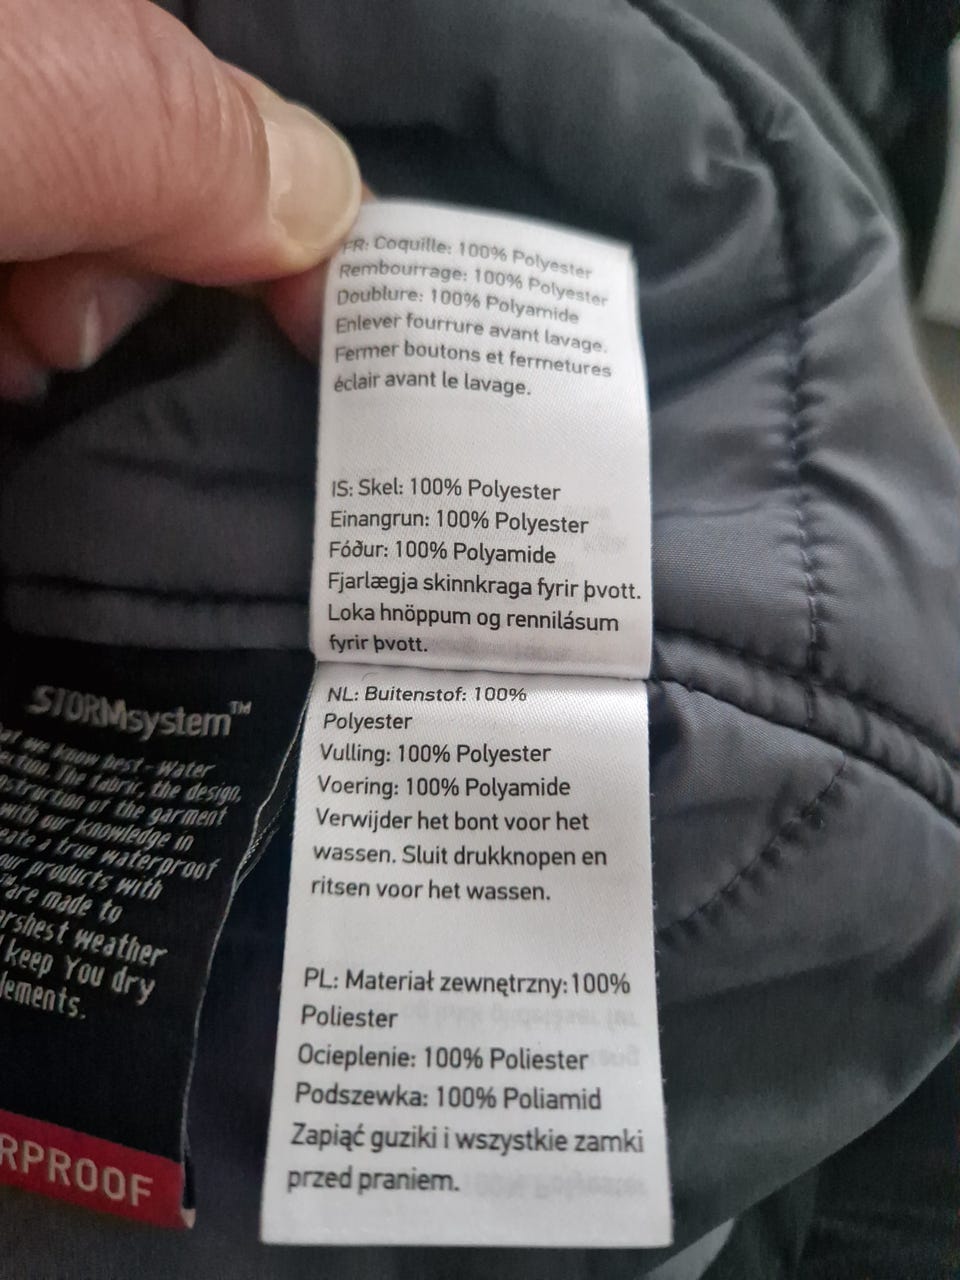 FR: Coquille: 100% Polyester
Rembourrage: 100% Polyester
Doublure: 100% Polyamide
Enlever fourrure avant lavage.
Fermer boutons et fermetures
éclair avant le lavage.
IS: Skel: 100% Polyester
Einangrun: 100% Polyester
Fóður: 100% Polyamide
Fjarlægja skinnkraga fyrir þvott.
Loka hnöppum og rennilásum
fyrir þvott.
NL: Buitenstof: 100%
Polyester
Vulling: 100% Polyester
Voering: 100% Polyamide
Verwijder het bont voor het
wassen. Sluit drukknopen en
ritsen voor het wassen.
PL: Materiał zewnętrzny:100%
Poliester
Ocieplenie: 100% Poliester
Podszewka: 100% Poliamid
Zapiąć guziki i wszystkie zamki
przed praniem.
STORMsystem™
we know best - Water
The fabric, the design,
of the garment
with our knowledge in
a true waterproof
our products with
are made to
weather
keep You dry
RPROOF